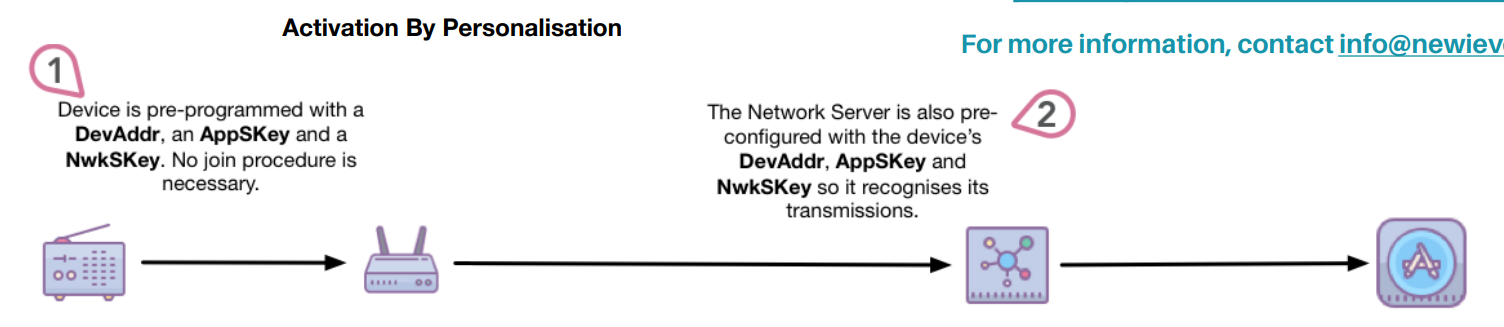 Activation By Personalisation
For more information, contact info@newiev
1
Device is pre-programmed with a
DevAddr, an AppSKey and a
NwkSKey. No join procedure is
necessary.
The Network Server is also pre-
configured with the device's
DevAddr, AppSKey and
NwkSKey so it recognises its
transmissions.
2